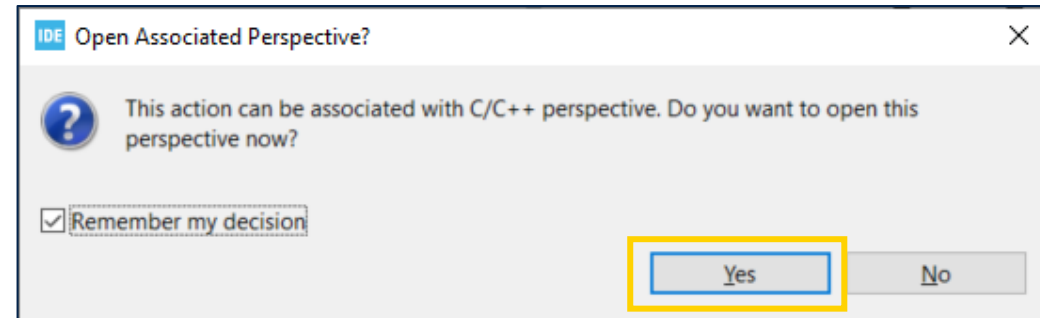 IDE Open Associated Perspective?
This action can be associated with C/C++ perspective. Do you want to open this
perspective now?
Remember my decision
Yes No